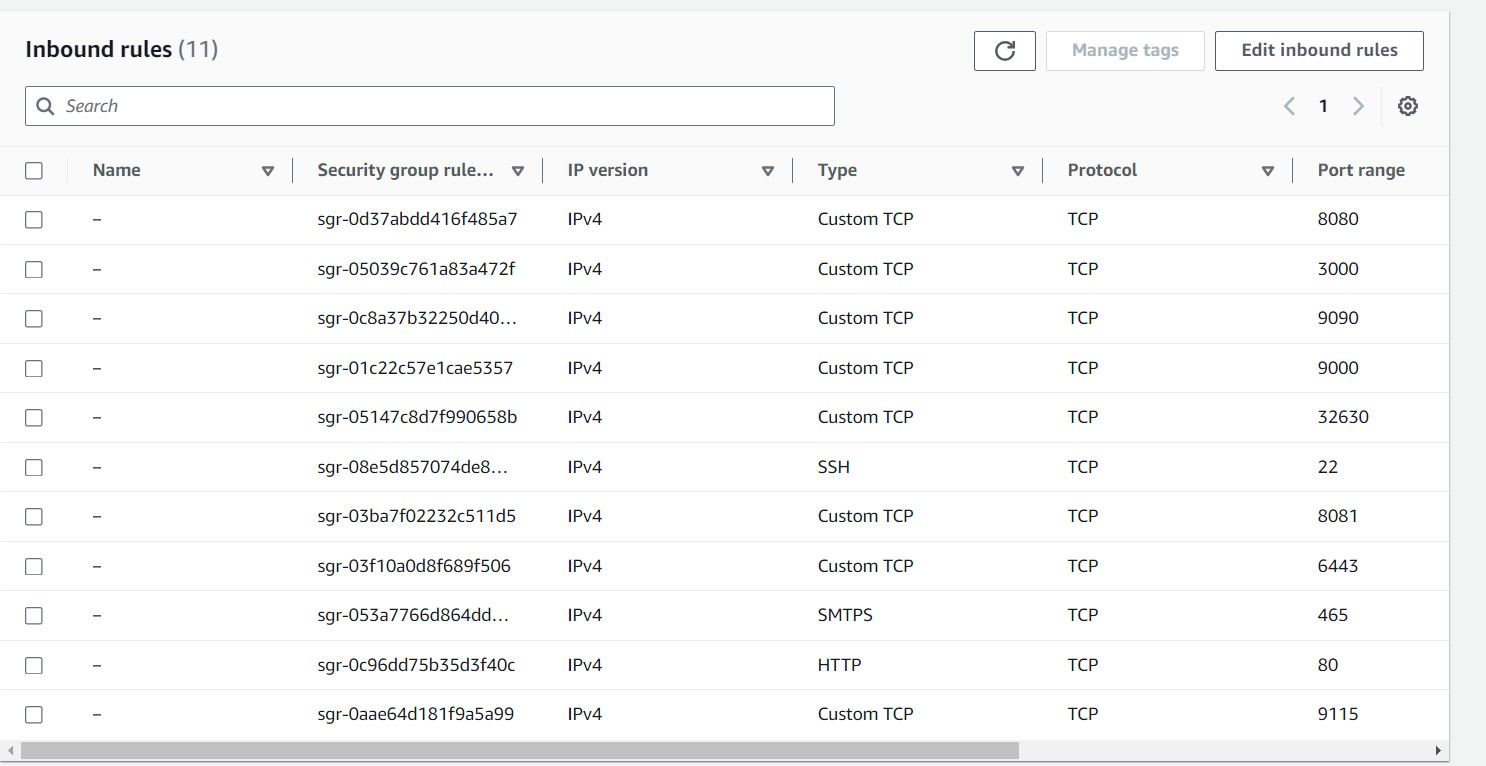 Inbound rules (11) Manage tags Edit inbound rules
Search 1
Name Security group rule... IP version Type Protocol Port range
– sgr-0d37abdd416f485a7 IPv4 Custom TCP TCP 8080
– sgr-05039c761a83a472f IPv4 Custom TCP TCP 3000
– sgr-0c8a37b32250d40... IPv4 Custom TCP TCP 9090
– sgr-01c22c57e1cae5357 IPv4 Custom TCP TCP 9000
– sgr-05147c8d7f990658b IPv4 Custom TCP TCP 32630
– sgr-08e5d857074de8... IPv4 SSH TCP 22
– sgr-03ba7f02232c511d5 IPv4 Custom TCP TCP 8081
– sgr-03f10a0d8f689f506 IPv4 Custom TCP TCP 6443
– sgr-053a7766d864dd... IPv4 SMTPS TCP 465
– sgr-0c96dd75b35d3f40c IPv4 HTTP TCP 80
– sgr-0aae64d181f9a5a99 IPv4 Custom TCP TCP 9115